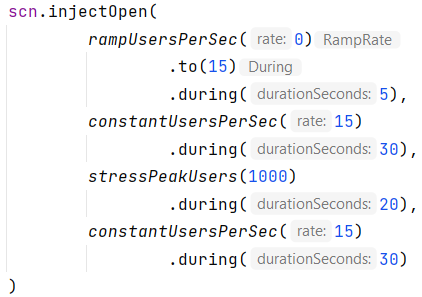 scn.injectOpen(
rampUsersPerSec( rate: 0) RampRate
.to(15) During
.during( durationSeconds: 5),
constantUsersPerSec( rate: 15)
.during( durationSeconds: 30),
stressPeakUsers(1000)
.during( durationSeconds: 20),
constantUsersPerSec( rate: 15)
.during( durationSeconds: 30)
)